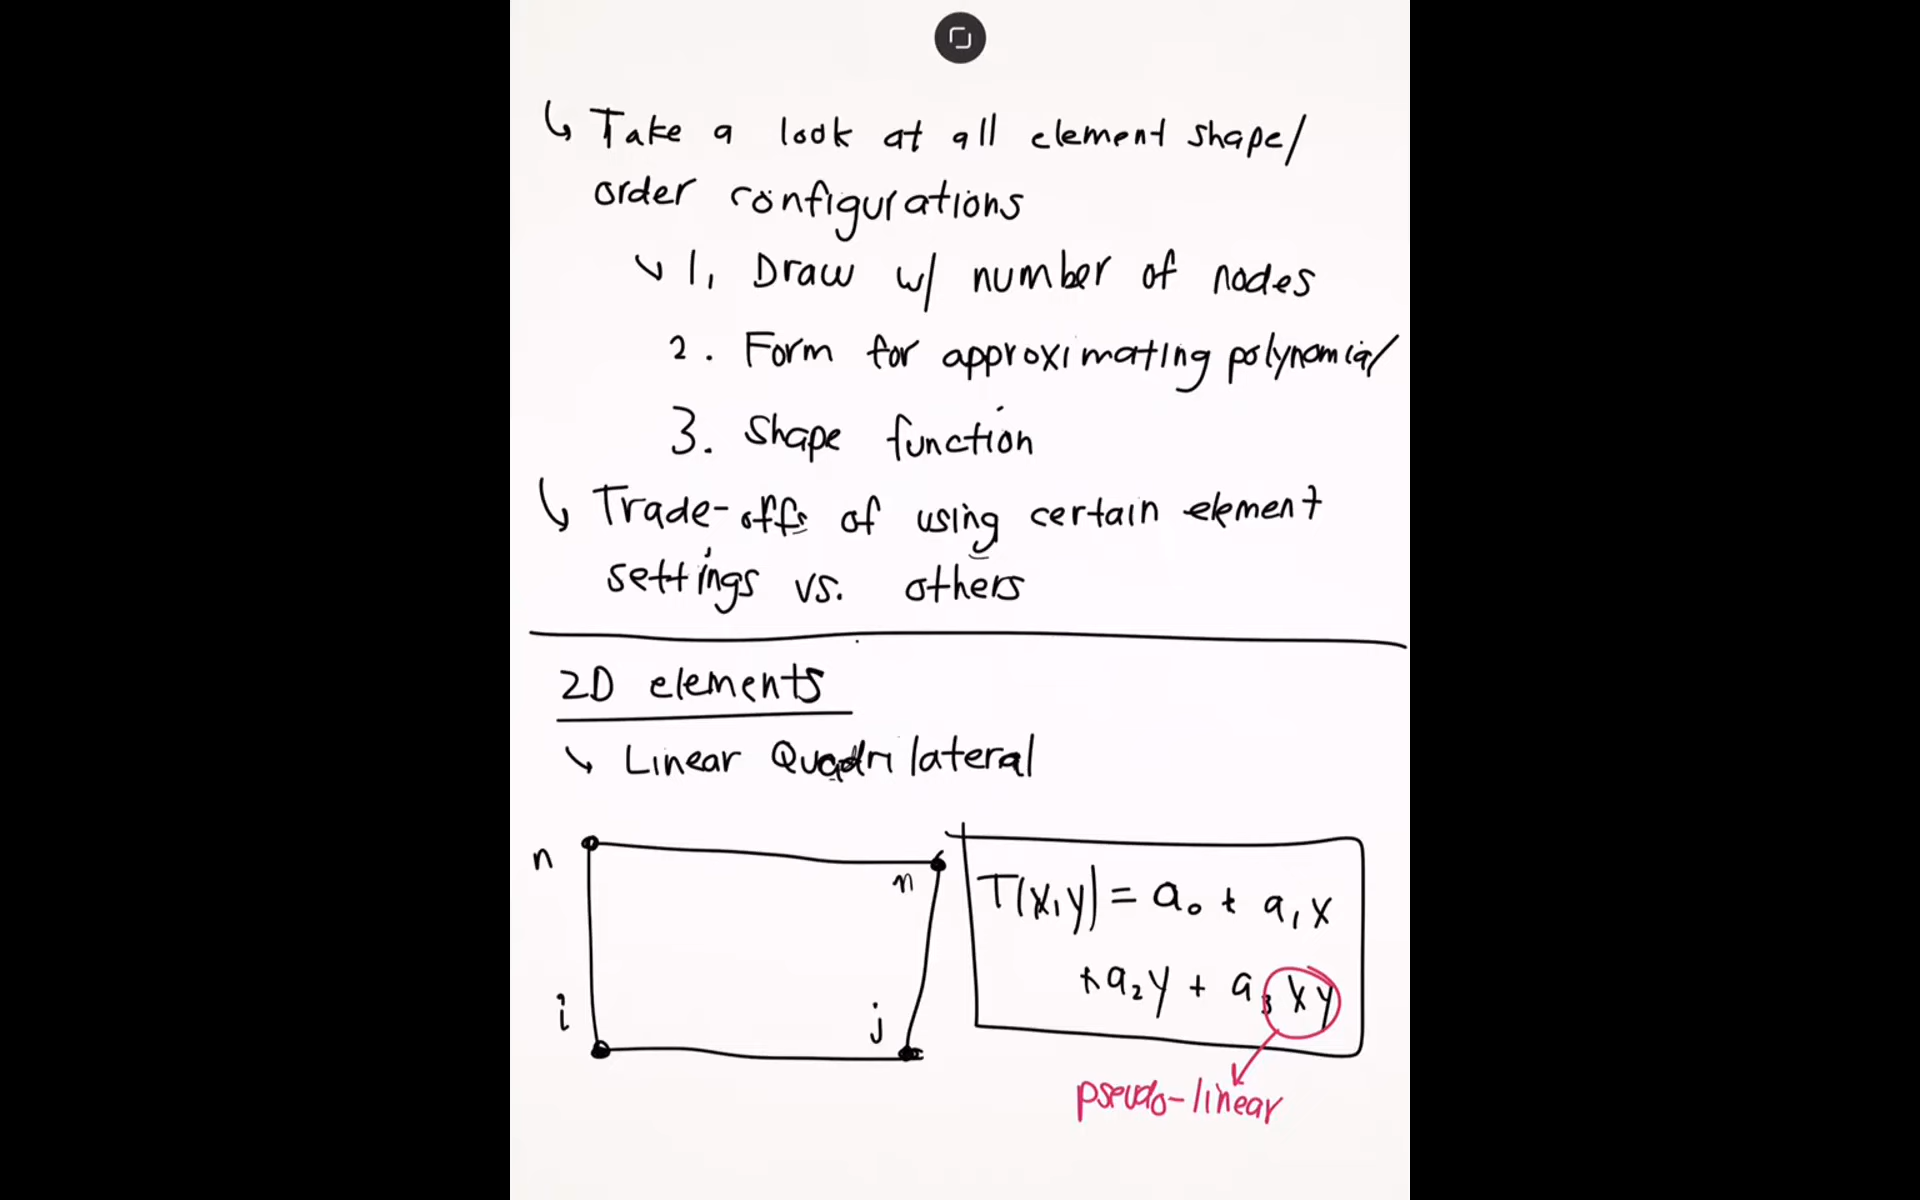 ↳ Take a look at all element shape/
order configurations
↘ 1. Draw w/ number of nodes
2. Form for approximating polynomial
3. Shape function
↳ Trade-offs of using certain element
settings vs. others
2D elements
↘ Linear Quadrilateral
n
n
T(x,y) = a₀ + a₁x
+ a₂y + a₃xy
i
j
pseudo-linear